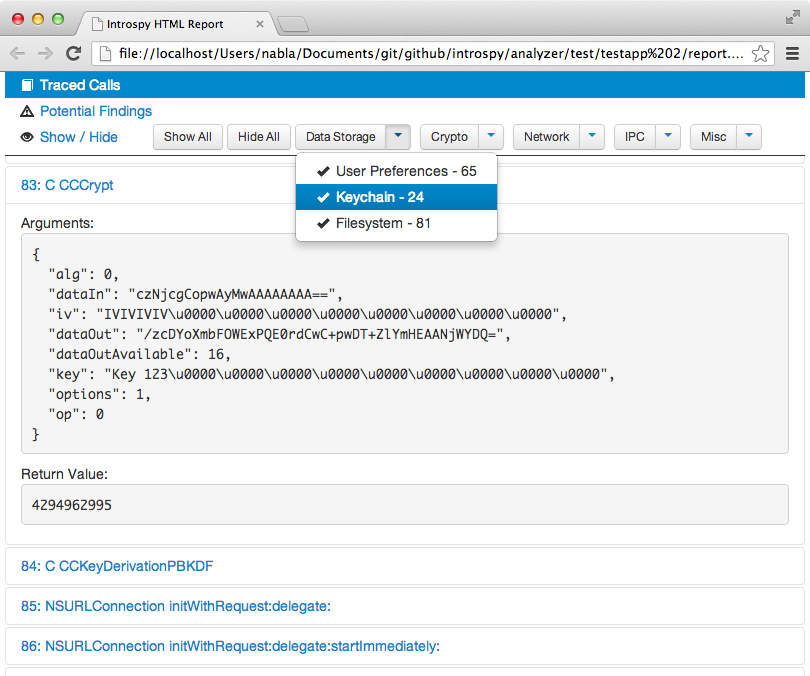 Introspy HTML Report
file://localhost/Users/nabla/Documents/git/github/introspy/analyzer/test/testapp%202/report....
Traced Calls
Potential Findings
Show / Hide Show All Hide All Data Storage Crypto Network IPC Misc
User Preferences - 65
Keychain - 24
Filesystem - 81
83: C CCCrypt
Arguments:
{
"alg": 0,
"dataIn": "czNjcgCopwAyMwAAAAAAAA==",
"iv": "IVIVIVIV\u0000\u0000\u0000\u0000\u0000\u0000\u0000\u0000",
"dataOut": "/zcDYoXmbFOWExPQE0rdCwC+pwDT+ZlYmHEAANjWYDQ=",
"dataOutAvailable": 16,
"key": "Key 123\u0000\u0000\u0000\u0000\u0000\u0000\u0000\u0000\u0000",
"options": 1,
"op": 0
}
Return Value:
4294962995
84: C CCKeyDerivationPBKDF
85: NSURLConnection initWithRequest:delegate:
86: NSURLConnection initWithRequest:delegate:startImmediately: